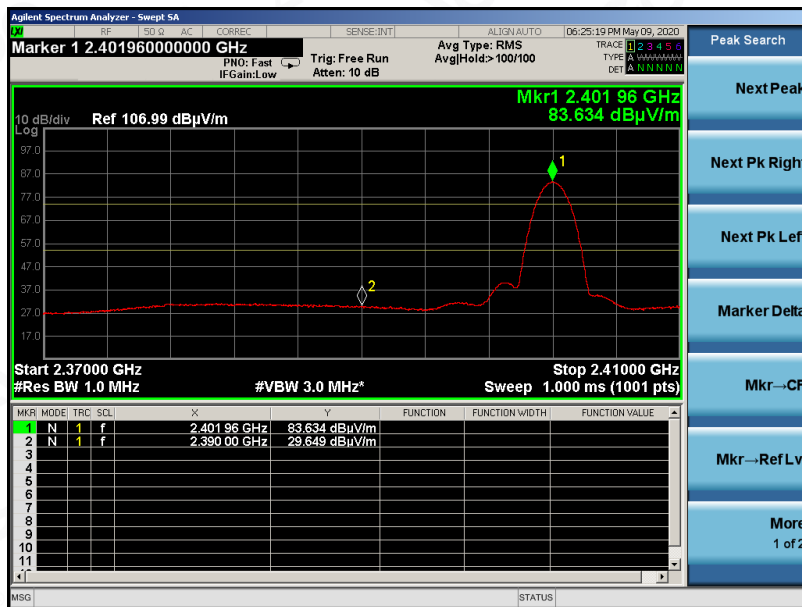 Agilent Spectrum Analyzer - Swept SA
LXI RF 50 Ω AC CORREC SENSE:INT ALIGN AUTO 06:25:19 PM May 09, 2020
Marker 1 2.401960000000 GHz
PNO: Fast
IFGain:Low
Trig: Free Run
Atten: 10 dB
Avg Type: RMS
Avg|Hold:>100/100
TRACE 1 2 3 4 5 6
TYPE A
DET A N N N N N
Mkr1 2.401 96 GHz
83.634 dBµV/m
10 dB/div Ref 106.99 dBµV/m
Log
97.0
87.0
77.0
67.0
57.0
47.0
37.0
27.0
17.0
1
2
Start 2.37000 GHz Stop 2.41000 GHz
#Res BW 1.0 MHz #VBW 3.0 MHz* Sweep 1.000 ms (1001 pts)
MKR MODE TRC SCL X Y FUNCTION FUNCTION WIDTH FUNCTION VALUE
1 N 1 f 2.401 96 GHz 83.634 dBµV/m
2 N 1 f 2.390 00 GHz 29.649 dBµV/m
3
4
5
6
7
8
9
10
11
MSG STATUS
Peak Search
Next Peak
Next Pk Right
Next Pk Left
Marker Delta
Mkr→CF
Mkr→Ref Lv
More
1 of 2